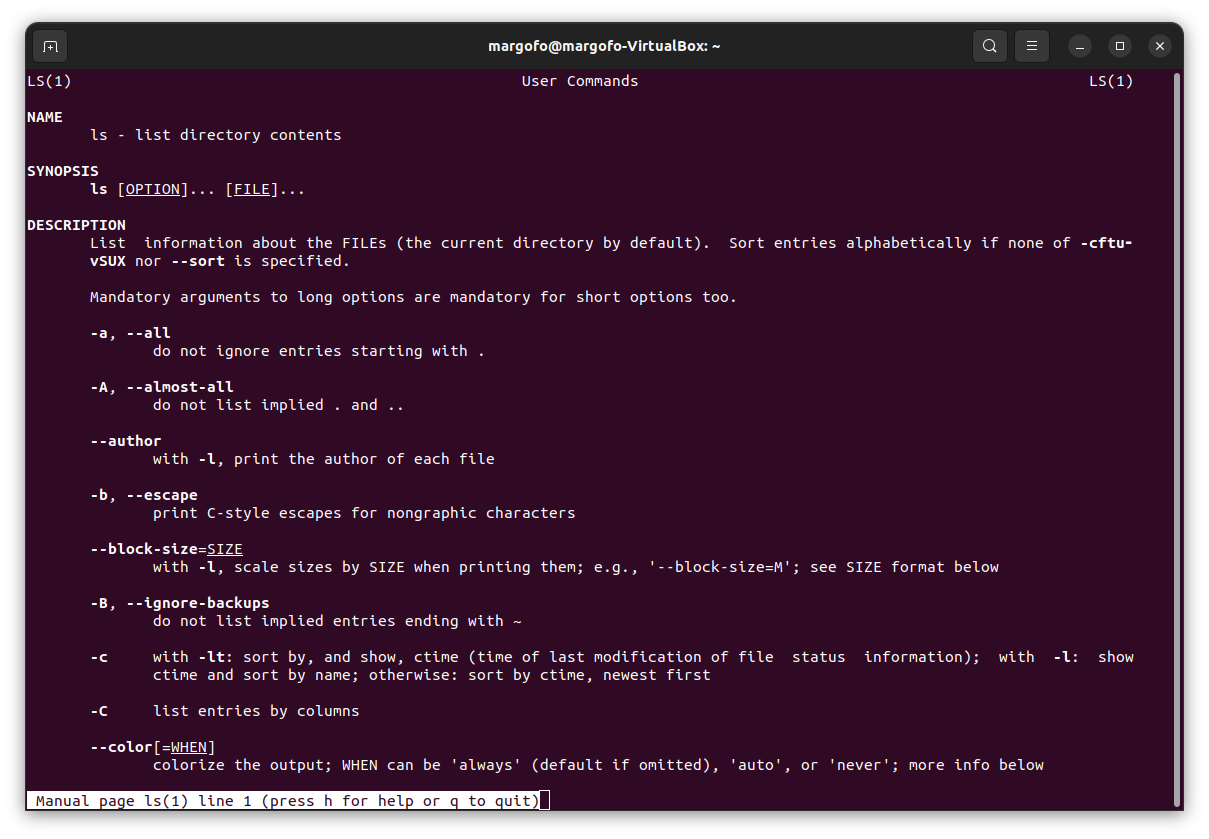 margofo@margofo-VirtualBox: ~
LS(1) User Commands LS(1)
NAME
ls - list directory contents
SYNOPSIS
ls [OPTION]... [FILE]...
DESCRIPTION
List  information about the FILEs (the current directory by default).  Sort entries alphabetically if none of -cftu-
vSUX nor --sort is specified.
Mandatory arguments to long options are mandatory for short options too.
-a, --all
do not ignore entries starting with .
-A, --almost-all
do not list implied . and ..
--author
with -l, print the author of each file
-b, --escape
print C-style escapes for nongraphic characters
--block-size=SIZE
with -l, scale sizes by SIZE when printing them; e.g., '--block-size=M'; see SIZE format below
-B, --ignore-backups
do not list implied entries ending with ~
-c with -lt: sort by, and show, ctime (time of last modification of file  status  information);  with  -l:  show
ctime and sort by name; otherwise: sort by ctime, newest first
-C list entries by columns
--color[=WHEN]
colorize the output; WHEN can be 'always' (default if omitted), 'auto', or 'never'; more info below
Manual page ls(1) line 1 (press h for help or q to quit)